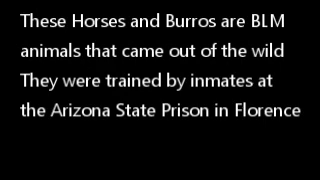 These Horses and Burros are BLM
animals that came out of the wild
They were trained by inmates at
the Arizona State Prison in Florence